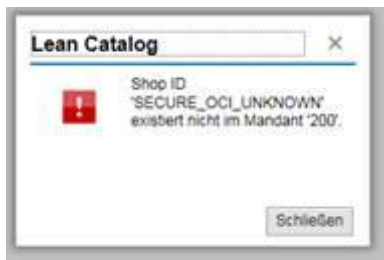 Lean Catalog
Shop ID
'SECURE_OCI_UNKNOWN'
existiert nicht im Mandant '200'.
Schließen